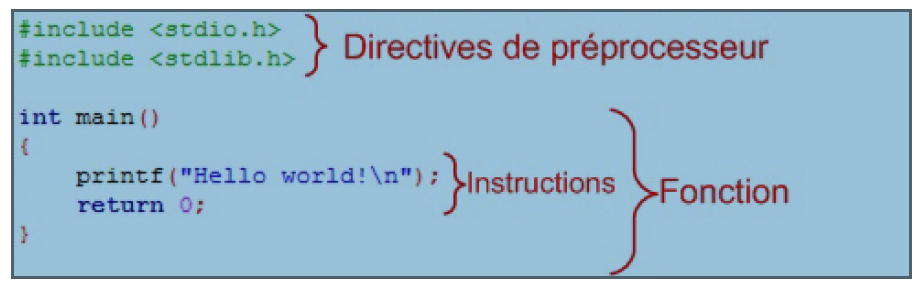 #include <stdio.h>
#include <stdlib.h>
Directives de préprocesseur
int main()
{
printf("Hello world!\n");
return 0;
}
Instructions
Fonction